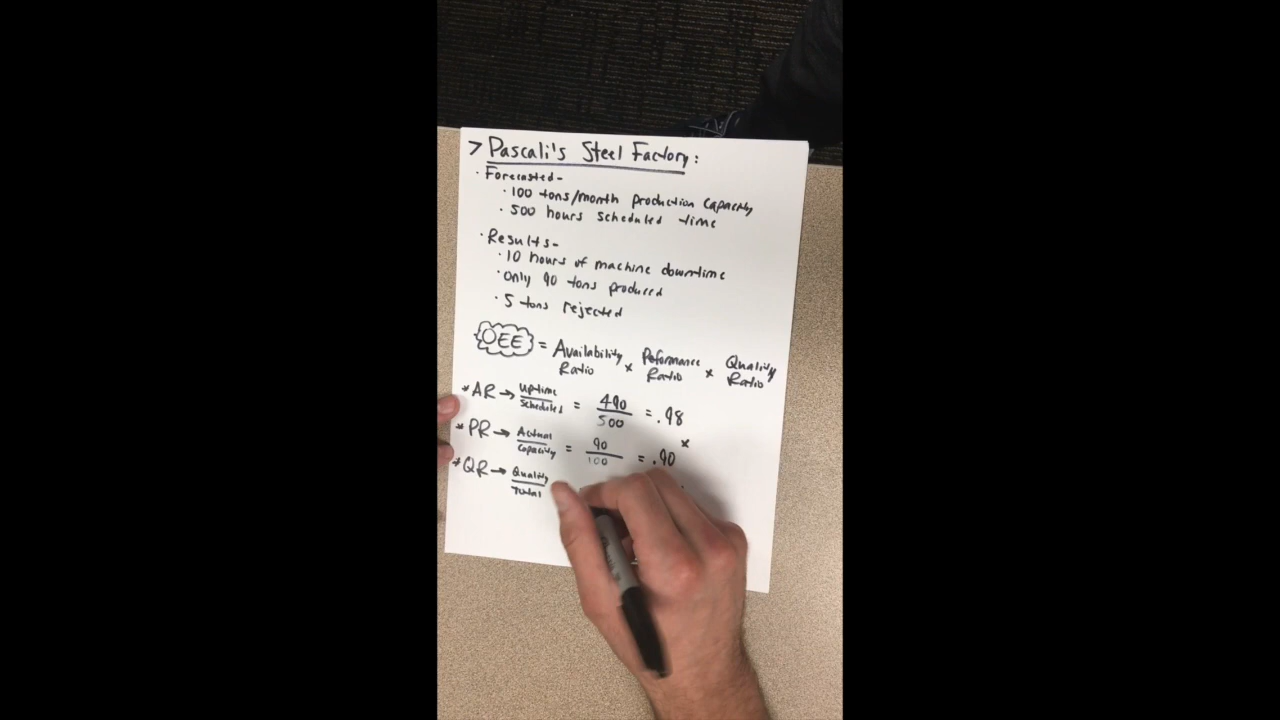 > Pascali's Steel Factory:
· Forecasted-
· 100 tons/month production capacity
· 500 hours scheduled time
· Results-
· 10 hours of machine downtime
· Only 90 tons produced
· 5 tons rejected
OEE = Availability Ratio x Peformance Ratio x Quality Ratio
* AR → Uptime/Scheduled = 490/500 = .98
x
* PR → Actual/Capacity = 90/100 = .90
* QR → Quality/Total